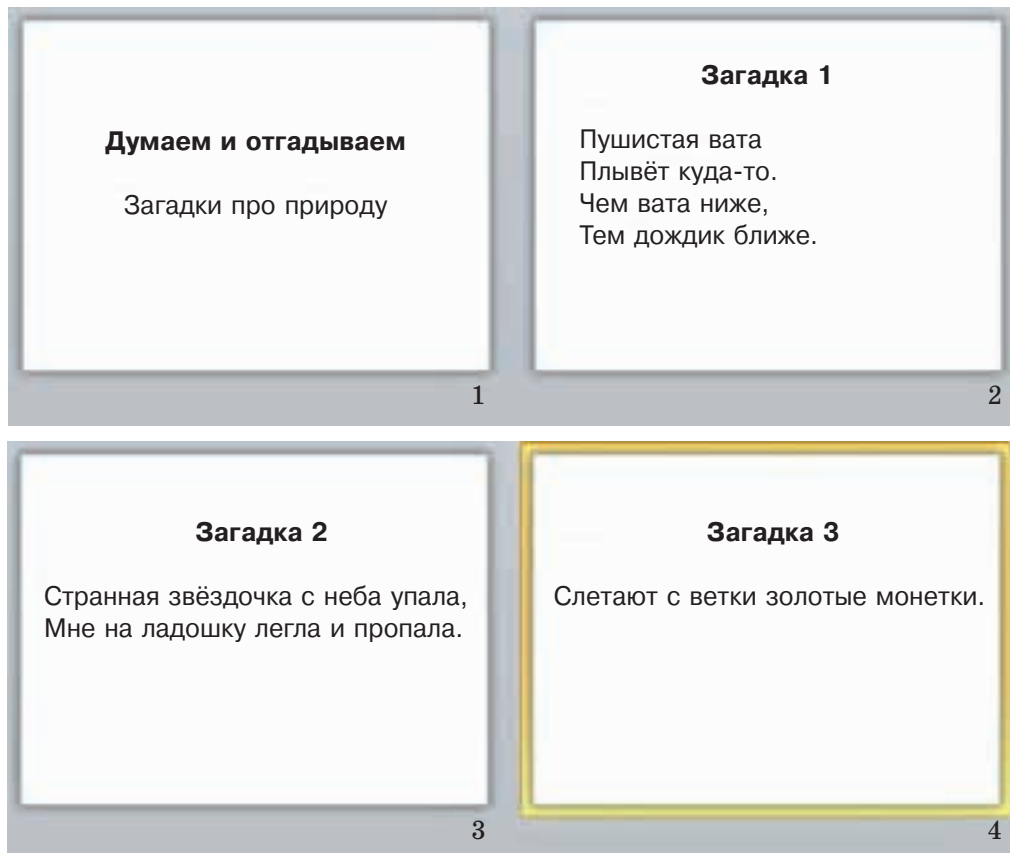 Думаем и отгадываем
Загадки про природу
1
Загадка 1
Пушистая вата
Плывёт куда-то.
Чем вата ниже,
Тем дождик ближе.
2
Загадка 2
Странная звёздочка с неба упала,
Мне на ладошку легла и пропала.
3
Загадка 3
Слетают с ветки золотые монетки.
4